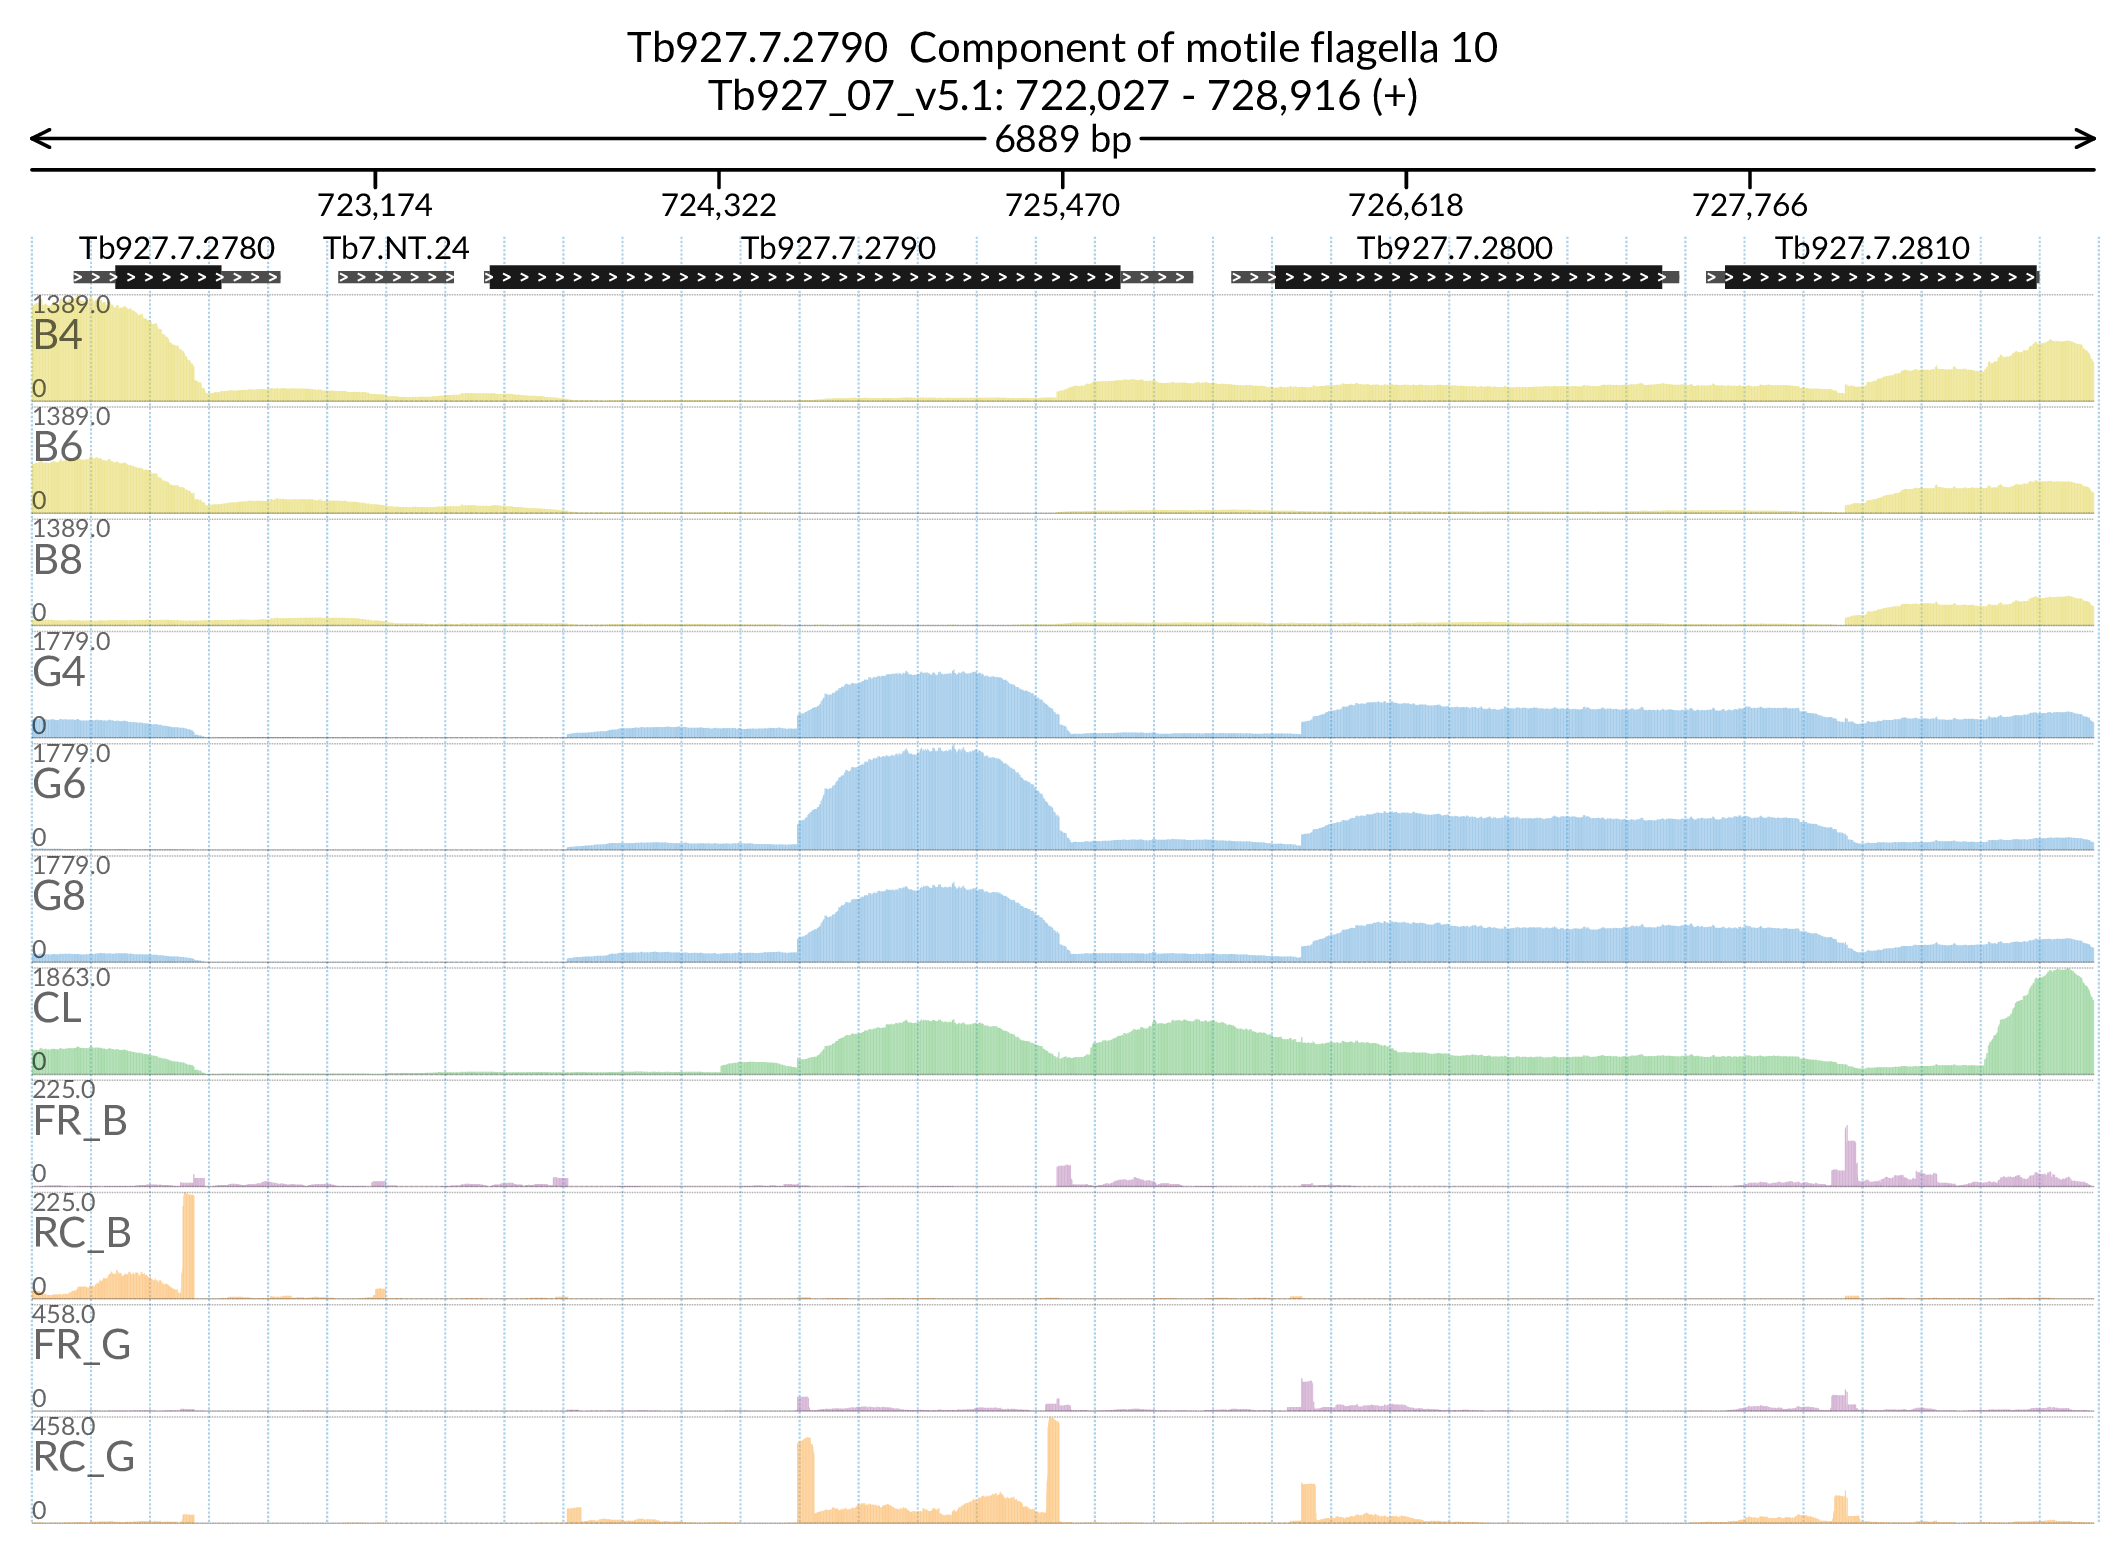 Tb927.7.2790  Component of motile flagella 10
Tb927_07_v5.1: 722,027 - 728,916 (+)
6889 bp
723,174 724,322 725,470 726,618 727,766
Tb927.7.2780 Tb7.NT.24 Tb927.7.2790 Tb927.7.2800 Tb927.7.2810
1389.0
B4
0
1389.0
B6
0
1389.0
B8
0
1779.0
G4
0
1779.0
G6
0
1779.0
G8
0
1863.0
CL
0
225.0
FR_B
0
225.0
RC_B
0
458.0
FR_G
0
458.0
RC_G
0